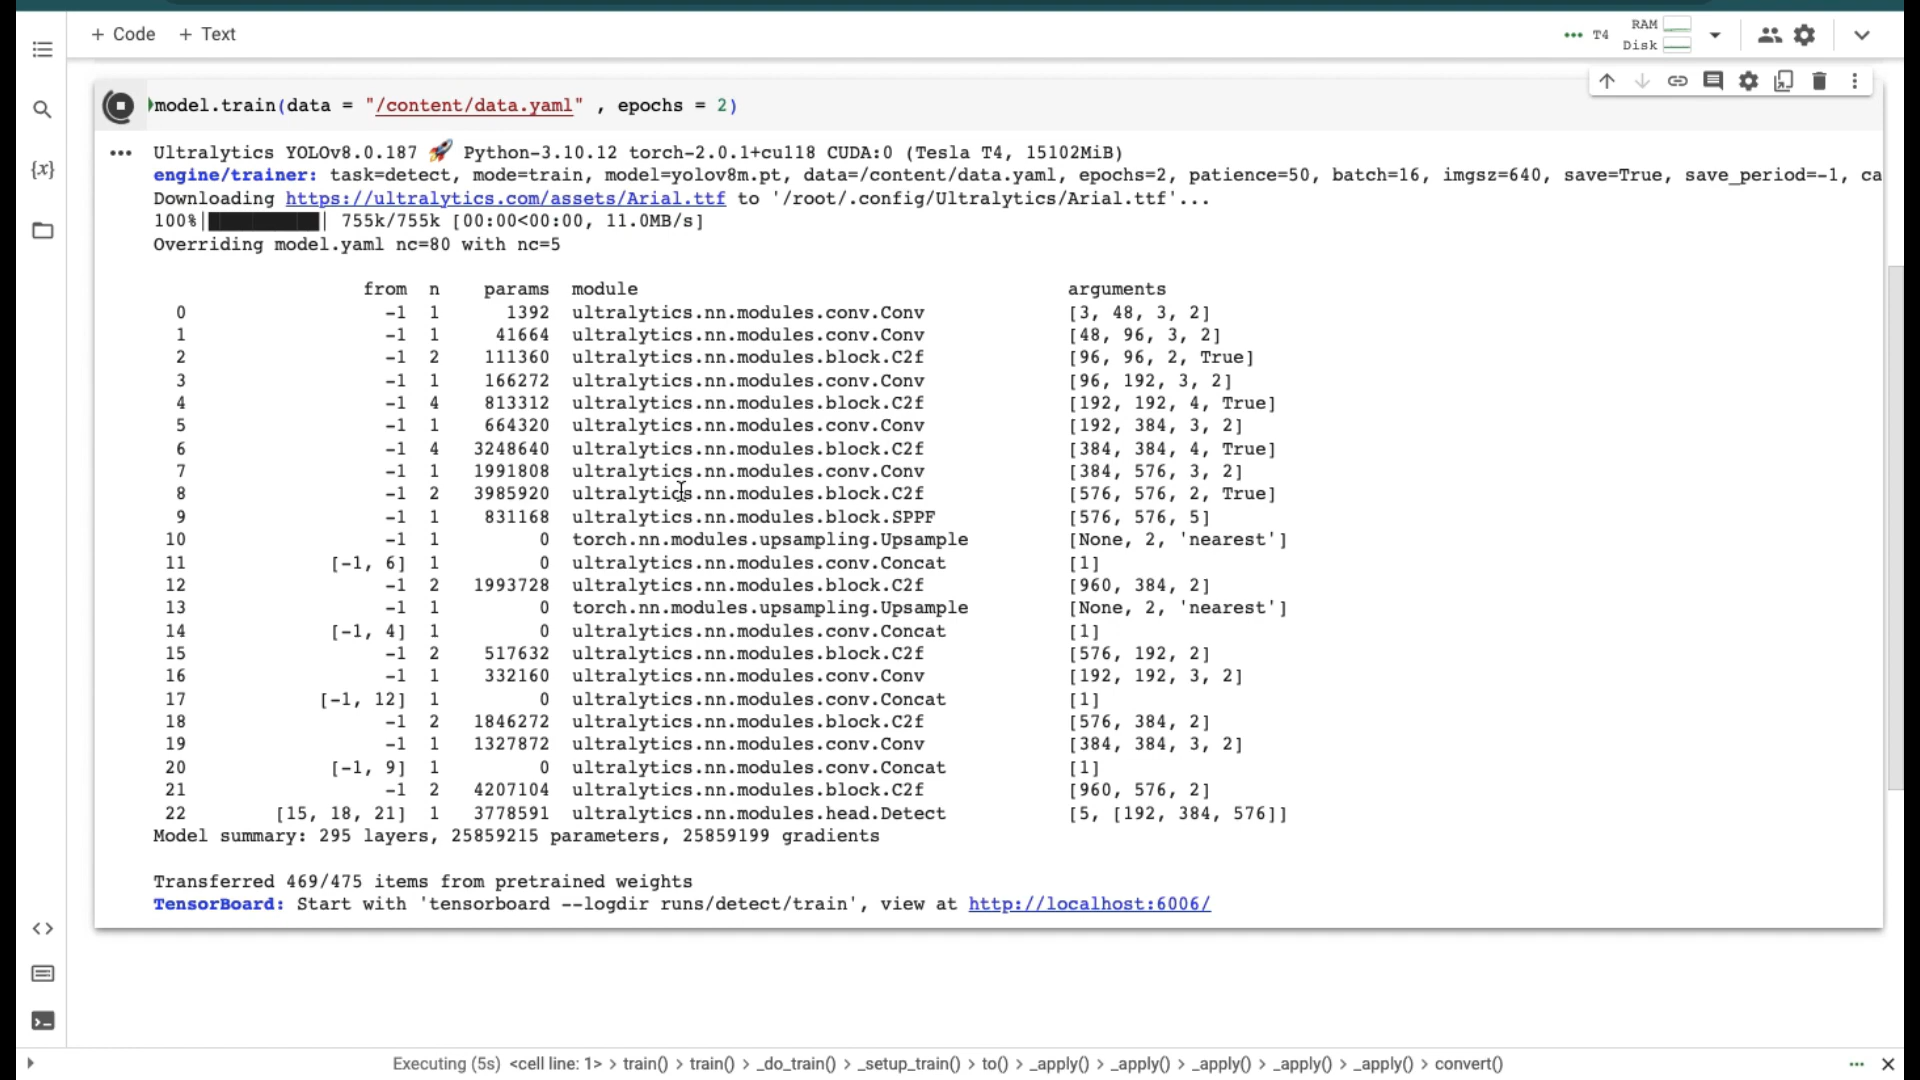 + Code + Text
T4 RAM
Disk
model.train(data = "/content/data.yaml" , epochs = 2)
Ultralytics YOLOv8.0.187 🚀 Python-3.10.12 torch-2.0.1+cu118 CUDA:0 (Tesla T4, 15102MiB)
engine/trainer: task=detect, mode=train, model=yolov8m.pt, data=/content/data.yaml, epochs=2, patience=50, batch=16, imgsz=640, save=True, save_period=-1, ca
Downloading https://ultralytics.com/assets/Arial.ttf to '/root/.config/Ultralytics/Arial.ttf'...
100%|██████████| 755k/755k [00:00<00:00, 11.0MB/s]
Overriding model.yaml nc=80 with nc=5
from n params module arguments
0 -1 1 1392 ultralytics.nn.modules.conv.Conv [3, 48, 3, 2]
1 -1 1 41664 ultralytics.nn.modules.conv.Conv [48, 96, 3, 2]
2 -1 2 111360 ultralytics.nn.modules.block.C2f [96, 96, 2, True]
3 -1 1 166272 ultralytics.nn.modules.conv.Conv [96, 192, 3, 2]
4 -1 4 813312 ultralytics.nn.modules.block.C2f [192, 192, 4, True]
5 -1 1 664320 ultralytics.nn.modules.conv.Conv [192, 384, 3, 2]
6 -1 4 3248640 ultralytics.nn.modules.block.C2f [384, 384, 4, True]
7 -1 1 1991808 ultralytics.nn.modules.conv.Conv [384, 576, 3, 2]
8 -1 2 3985920 ultralytics.nn.modules.block.C2f [576, 576, 2, True]
9 -1 1 831168 ultralytics.nn.modules.block.SPPF [576, 576, 5]
10 -1 1 0 torch.nn.modules.upsampling.Upsample [None, 2, 'nearest']
11 [-1, 6] 1 0 ultralytics.nn.modules.conv.Concat [1]
12 -1 2 1993728 ultralytics.nn.modules.block.C2f [960, 384, 2]
13 -1 1 0 torch.nn.modules.upsampling.Upsample [None, 2, 'nearest']
14 [-1, 4] 1 0 ultralytics.nn.modules.conv.Concat [1]
15 -1 2 517632 ultralytics.nn.modules.block.C2f [576, 192, 2]
16 -1 1 332160 ultralytics.nn.modules.conv.Conv [192, 192, 3, 2]
17 [-1, 12] 1 0 ultralytics.nn.modules.conv.Concat [1]
18 -1 2 1846272 ultralytics.nn.modules.block.C2f [576, 384, 2]
19 -1 1 1327872 ultralytics.nn.modules.conv.Conv [384, 384, 3, 2]
20 [-1, 9] 1 0 ultralytics.nn.modules.conv.Concat [1]
21 -1 2 4207104 ultralytics.nn.modules.block.C2f [960, 576, 2]
22 [15, 18, 21] 1 3778591 ultralytics.nn.modules.head.Detect [5, [192, 384, 576]]
Model summary: 295 layers, 25859215 parameters, 25859199 gradients
Transferred 469/475 items from pretrained weights
TensorBoard: Start with 'tensorboard --logdir runs/detect/train', view at http://localhost:6006/
Executing (5s) <cell line: 1> > train() > train() > _do_train() > _setup_train() > to() > _apply() > _apply() > _apply() > _apply() > _apply() > convert()